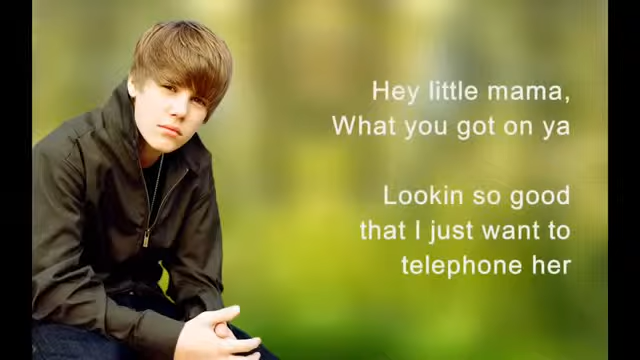 Hey little mama,
What you got on ya
Lookin so good
that I just want to
telephone her